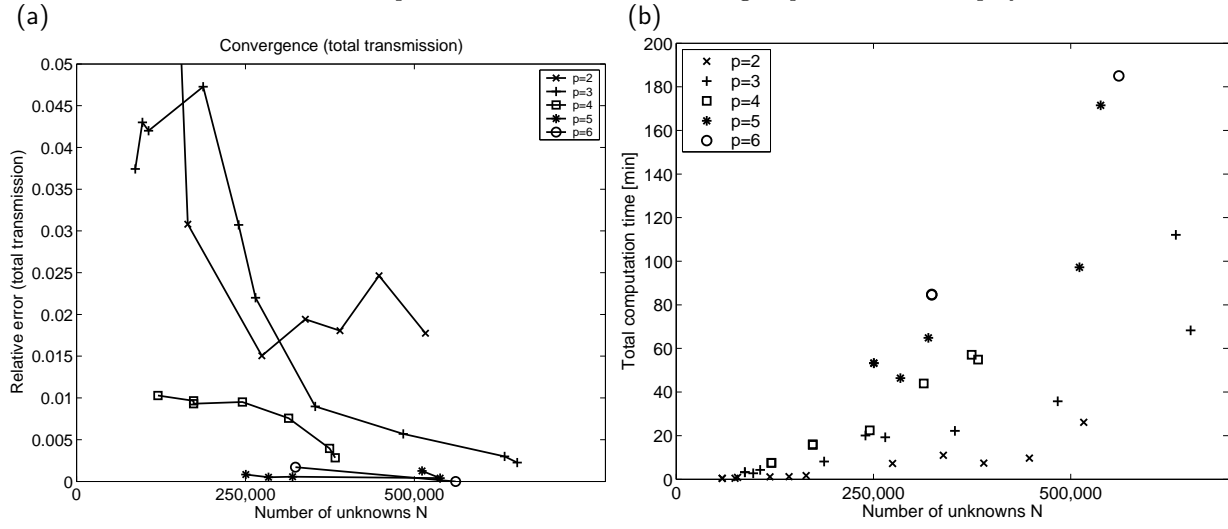 (a)
Convergence (total transmission)
0.05
0.045
0.04
0.035
0.03
0.025
0.02
0.015
0.01
0.005
0
Relative error (total transmission)
p=2
p=3
p=4
p=5
p=6
0
250,000
500,000
Number of unknowns N
(b)
200
180
160
140
120
100
80
60
40
20
0
Total computation time [min]
p=2
p=3
p=4
p=5
p=6
0
250,000
500,000
Number of unknowns N